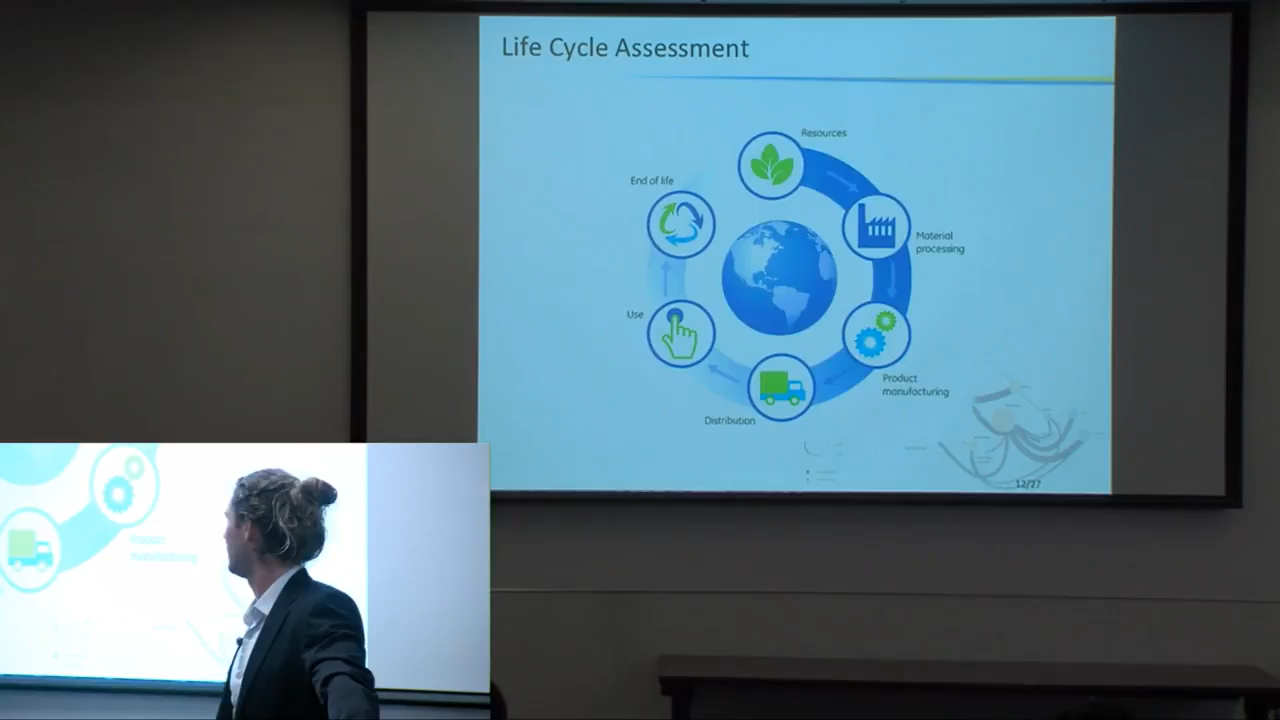 Life Cycle Assessment
Resources
End of life
Material
processing
Use
Product
manufacturing
Distribution
12/27